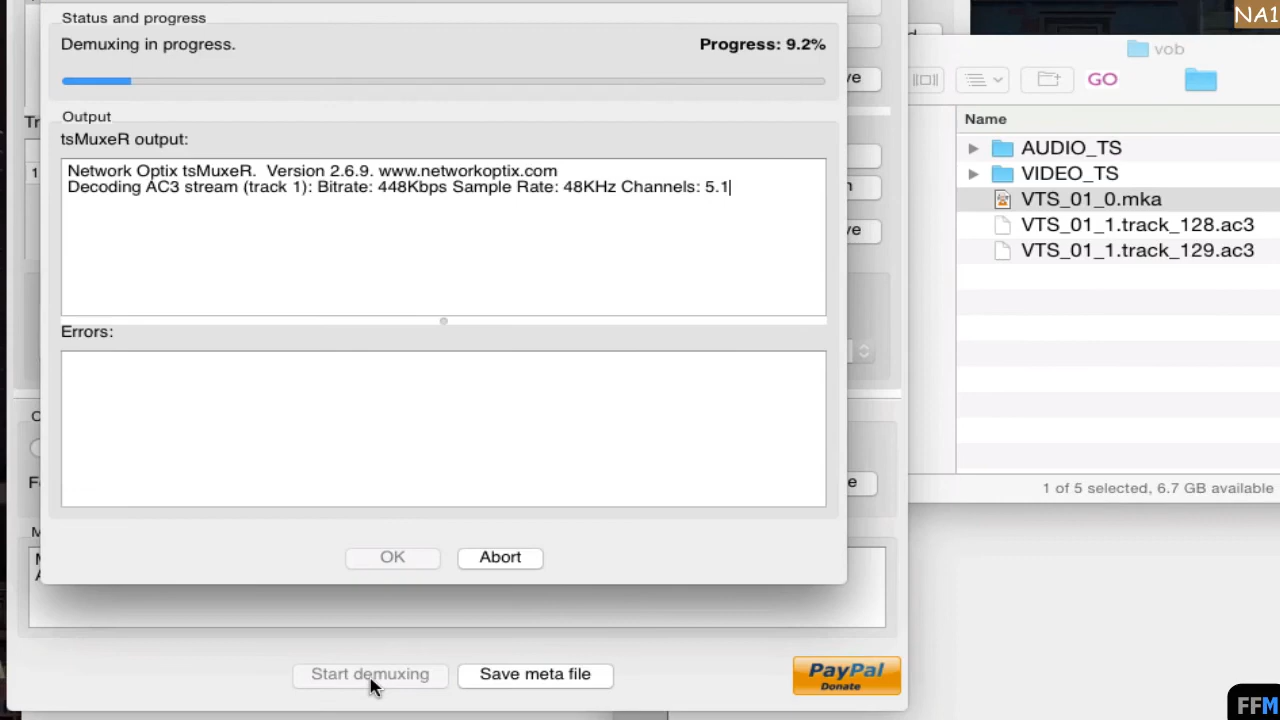 Status and progress
Demuxing in progress.
Progress: 9.2%
Output
tsMuxeR output:
Network Optix tsMuxeR.  Version 2.6.9. www.networkoptix.com
Decoding AC3 stream (track 1): Bitrate: 448Kbps Sample Rate: 48KHz Channels: 5.1
Errors:
OK
Abort
Start demuxing
Save meta file
PayPal
Donate
NA1
vob
GO
Name
AUDIO_TS
VIDEO_TS
VTS_01_0.mka
VTS_01_1.track_128.ac3
VTS_01_1.track_129.ac3
1 of 5 selected, 6.7 GB available
FFM